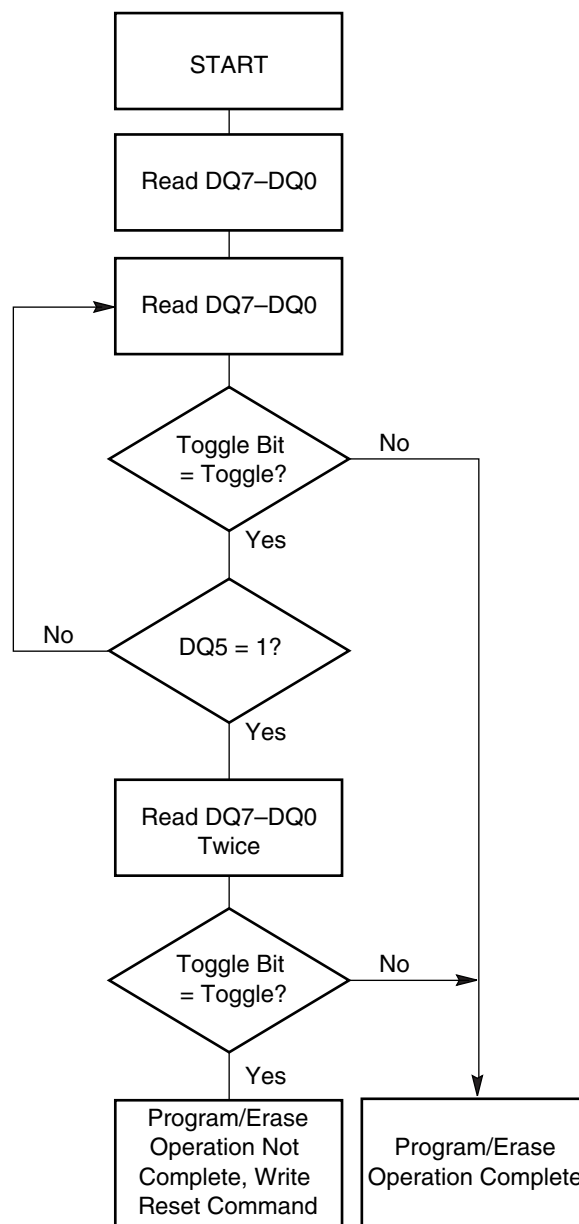 START
Read DQ7–DQ0
Read DQ7–DQ0
Toggle Bit
= Toggle?
No
Yes
No
DQ5 = 1?
Yes
Read DQ7–DQ0
Twice
Toggle Bit
= Toggle?
No
Yes
Program/Erase
Operation Not
Complete, Write
Reset Command
Program/Erase
Operation Complete